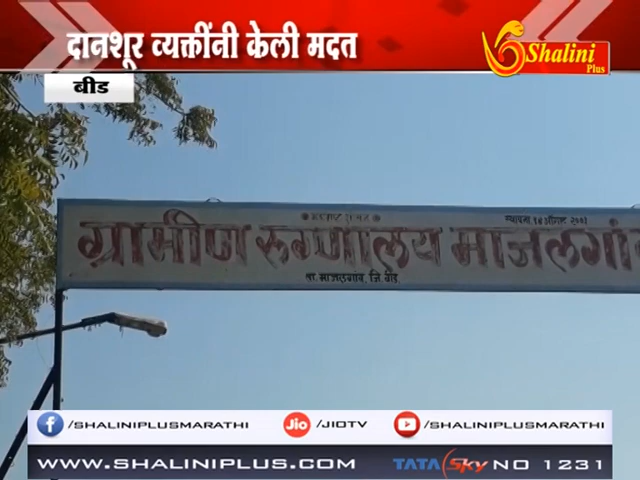 दानशूर व्यक्तींनी केली मदत
Shalini
Plus
बीड
ग्रामीण रुग्णालय माजलगांव
ता. माजलगाव, जि. बीड.
/SHALINIPLUSMARATHI
Jio
/JIOTV
/SHALINIPLUSMARATHI
WWW.SHALINIPLUS.COM
TATA Sky NO 1231